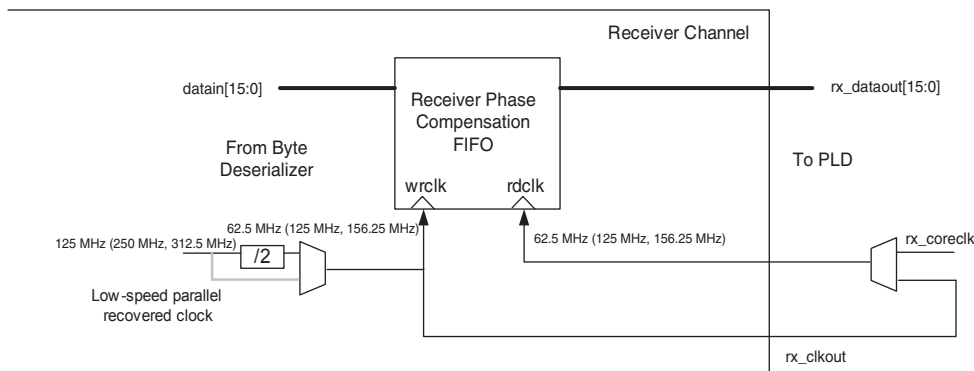 Receiver Channel
datain[15:0]
rx_dataout[15:0]
Receiver Phase
Compensation
FIFO
From Byte
Deserializer
To PLD
wrclk
rdclk
62.5 MHz (125 MHz, 156.25 MHz)
125 MHz (250 MHz, 312.5 MHz)
/2
62.5 MHz (125 MHz, 156.25 MHz)
rx_coreclk
Low-speed parallel
recovered clock
rx_clkout